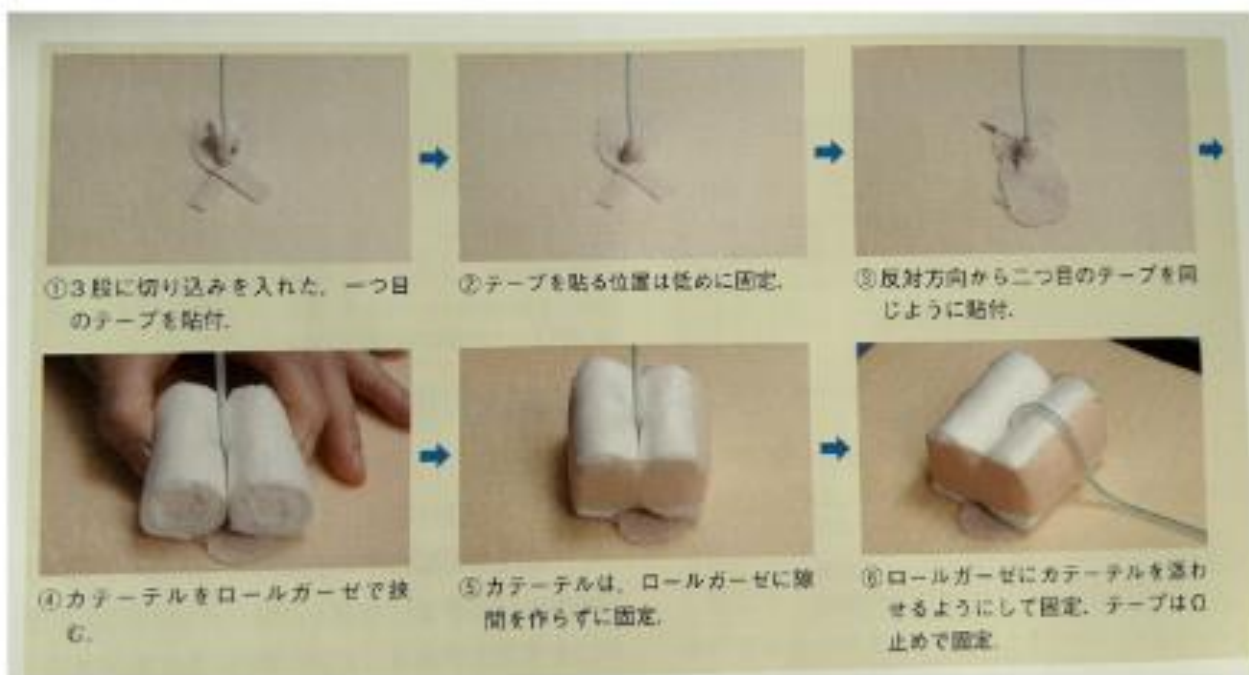 ①3股に切り込みを入れた，一つ目
のテープを貼付．
②テープを貼る位置は低めに固定．
③反対方向から二つ目のテープを同
じように貼付．
④カテーテルをロールガーゼで挟
む．
⑤カテーテルは，ロールガーゼに隙
間を作らずに固定．
⑥ロールガーゼにカテーテルを添わ
せるようにして固定．テープはΩ
止めで固定．